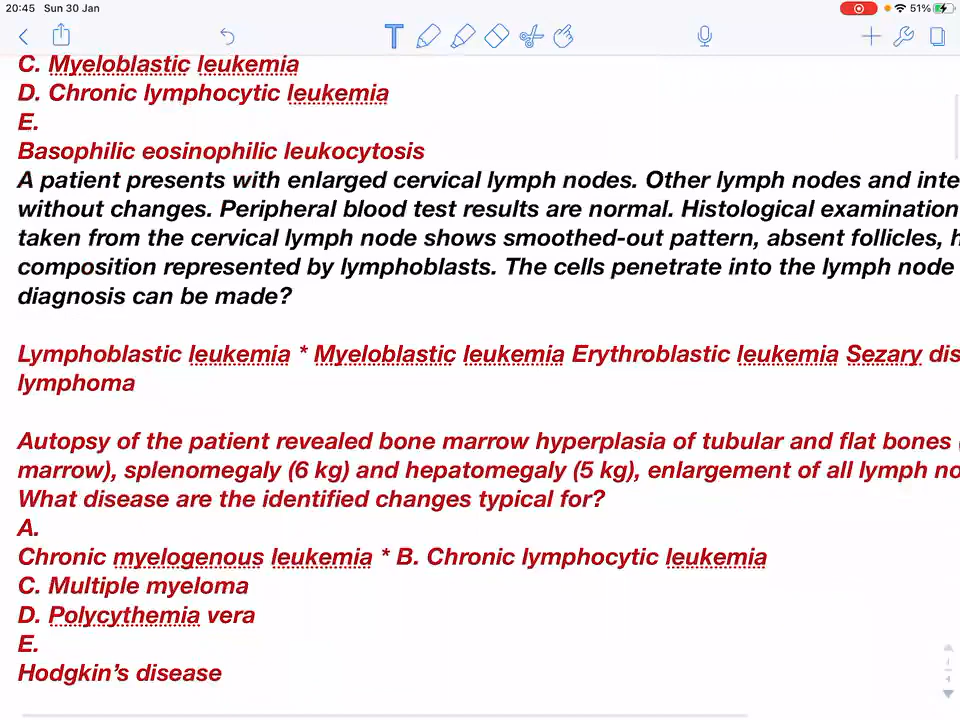 20:45 Sun 30 Jan
51%
C. Myeloblastic leukemia
D. Chronic lymphocytic leukemia
E.
Basophilic eosinophilic leukocytosis
A patient presents with enlarged cervical lymph nodes. Other lymph nodes and inte
without changes. Peripheral blood test results are normal. Histological examination
taken from the cervical lymph node shows smoothed-out pattern, absent follicles, h
composition represented by lymphoblasts. The cells penetrate into the lymph node
diagnosis can be made?
Lymphoblastic leukemia * Myeloblastic leukemia Erythroblastic leukemia Sezary dis
lymphoma
Autopsy of the patient revealed bone marrow hyperplasia of tubular and flat bones (
marrow), splenomegaly (6 kg) and hepatomegaly (5 kg), enlargement of all lymph no
What disease are the identified changes typical for?
A.
Chronic myelogenous leukemia * B. Chronic lymphocytic leukemia
C. Multiple myeloma
D. Polycythemia vera
E.
Hodgkin’s disease